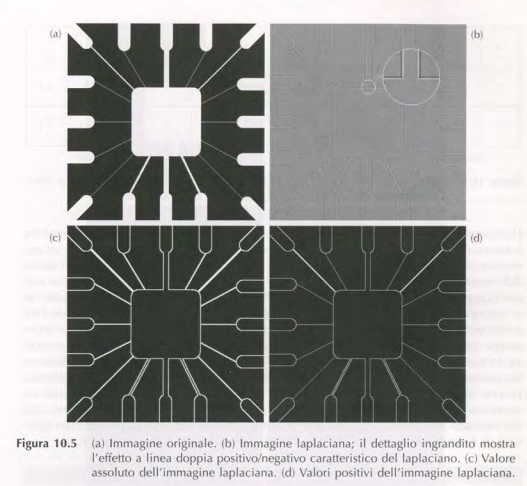 (a)
(b)
(c)
(d)
Figura 10.5 (a) Immagine originale. (b) Immagine laplaciana; il dettaglio ingrandito mostra
l'effetto a linea doppia positivo/negativo caratteristico del laplaciano. (c) Valore
assoluto dell'immagine laplaciana. (d) Valori positivi dell'immagine laplaciana.